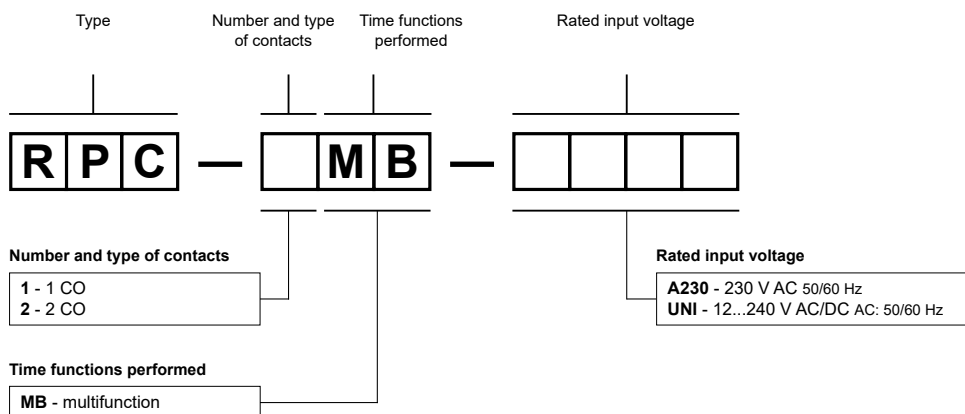 Type
Number and type
of contacts
Time functions
performed
Rated input voltage
RPC — MB —
Number and type of contacts
1 - 1 CO
2 - 2 CO
Rated input voltage
A230 - 230 V AC 50/60 Hz
UNI - 12...240 V AC/DC AC: 50/60 Hz
Time functions performed
MB - multifunction